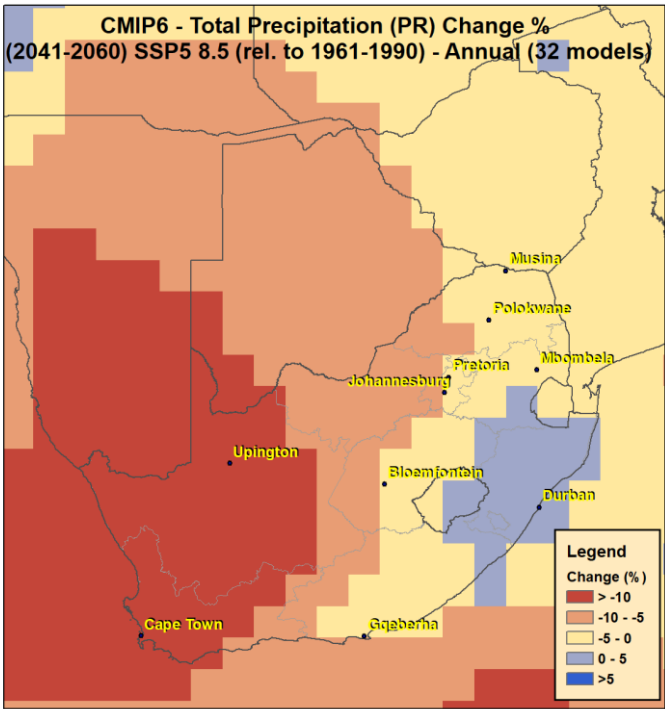 CMIP6 - Total Precipitation (PR) Change %
(2041-2060) SSP5 8.5 (rel. to 1961-1990) - Annual (32 models)
Musina
Polokwane
Pretoria
Mbombela
Johannesburg
Upington
Bloemfontein
Durban
Cape Town
Gqeberha
Legend
Change (%)
> -10
-10 - -5
-5 - 0
0 - 5
>5